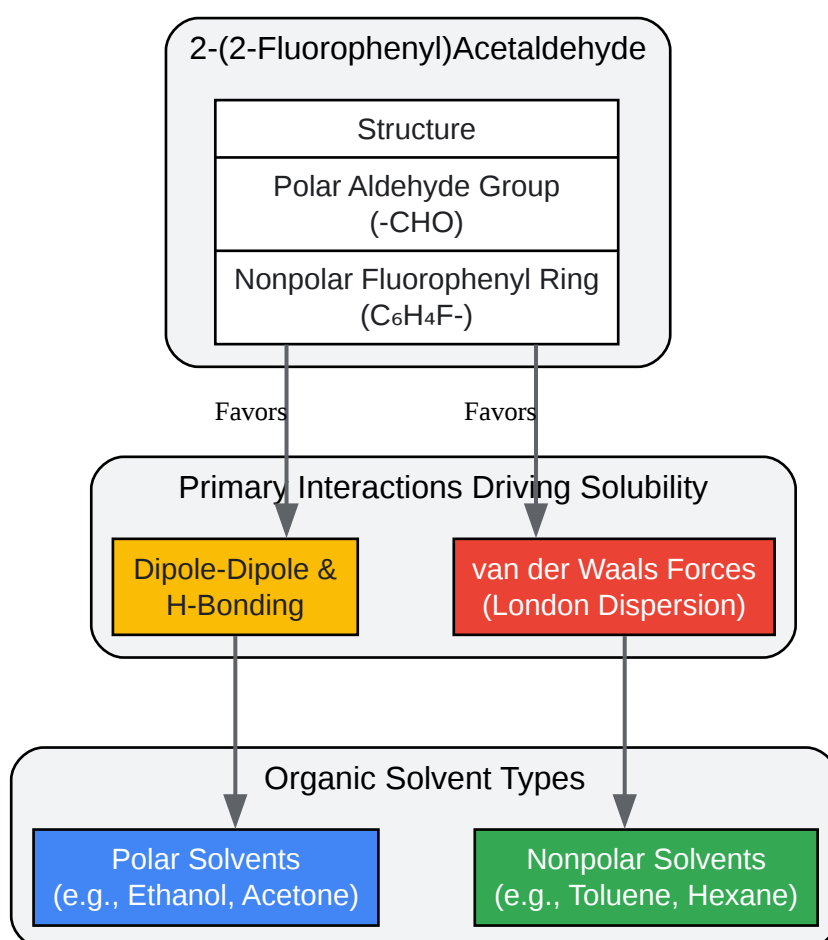 2-(2-Fluorophenyl)Acetaldehyde
Structure
Polar Aldehyde Group
(-CHO)
Nonpolar Fluorophenyl Ring
(C₆H₄F-)
Favors
Favors
Primary Interactions Driving Solubility
Dipole-Dipole &
H-Bonding
van der Waals Forces
(London Dispersion)
Organic Solvent Types
Polar Solvents
(e.g., Ethanol, Acetone)
Nonpolar Solvents
(e.g., Toluene, Hexane)